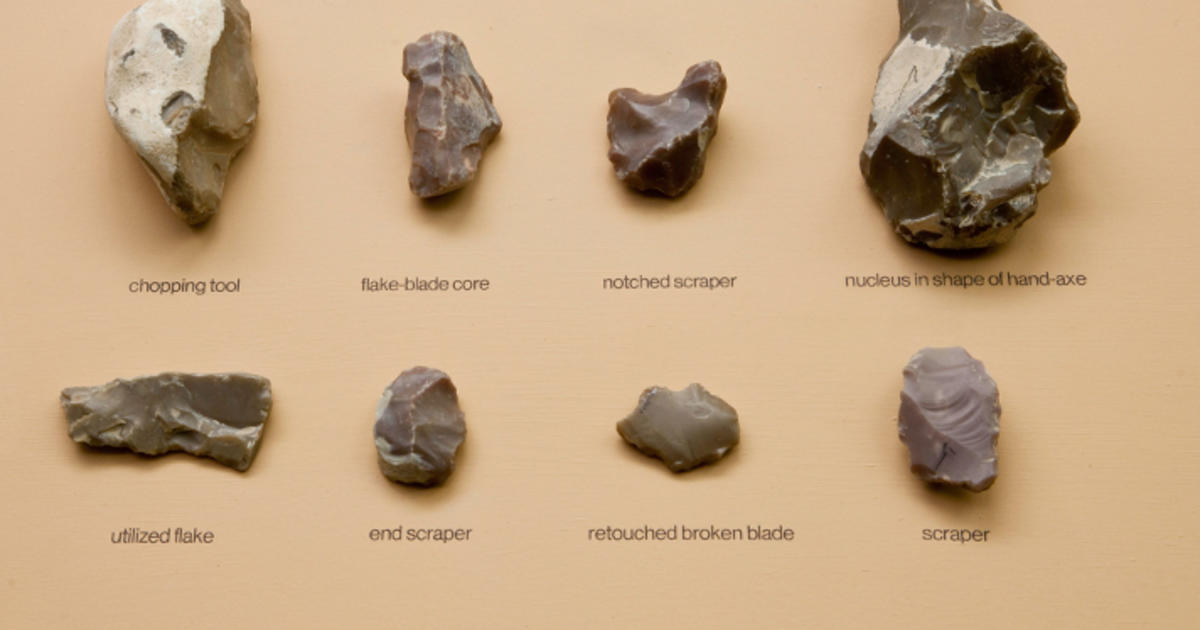 chopping tool
flake-blade core
notched scraper
nucleus in shape of hand-axe
utilized flake
end scraper
retouched broken blade
scraper